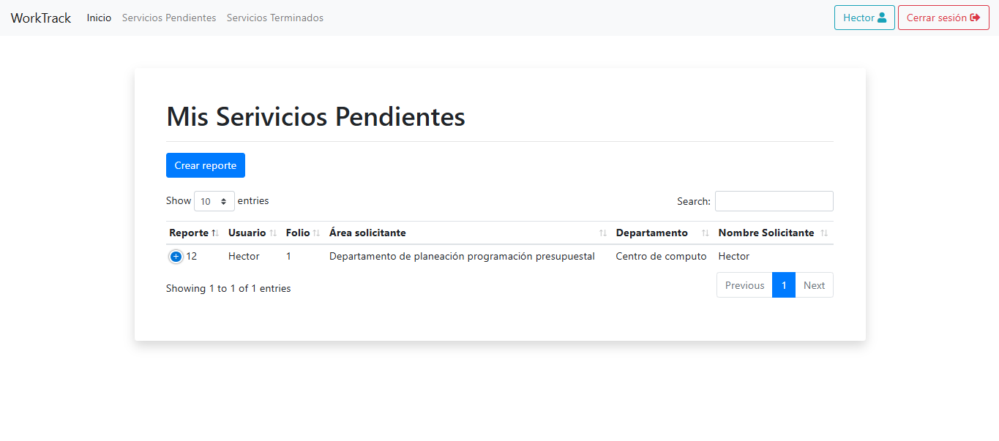 WorkTrack Inicio Servicios Pendientes Servicios Terminados Hector Cerrar sesión
Mis Serivicios Pendientes
Crear reporte
Show 10 entries Search:
Reporte Usuario Folio Área solicitante Departamento Nombre Solicitante
12 Hector 1 Departamento de planeación programación presupuestal Centro de computo Hector
Showing 1 to 1 of 1 entries Previous 1 Next